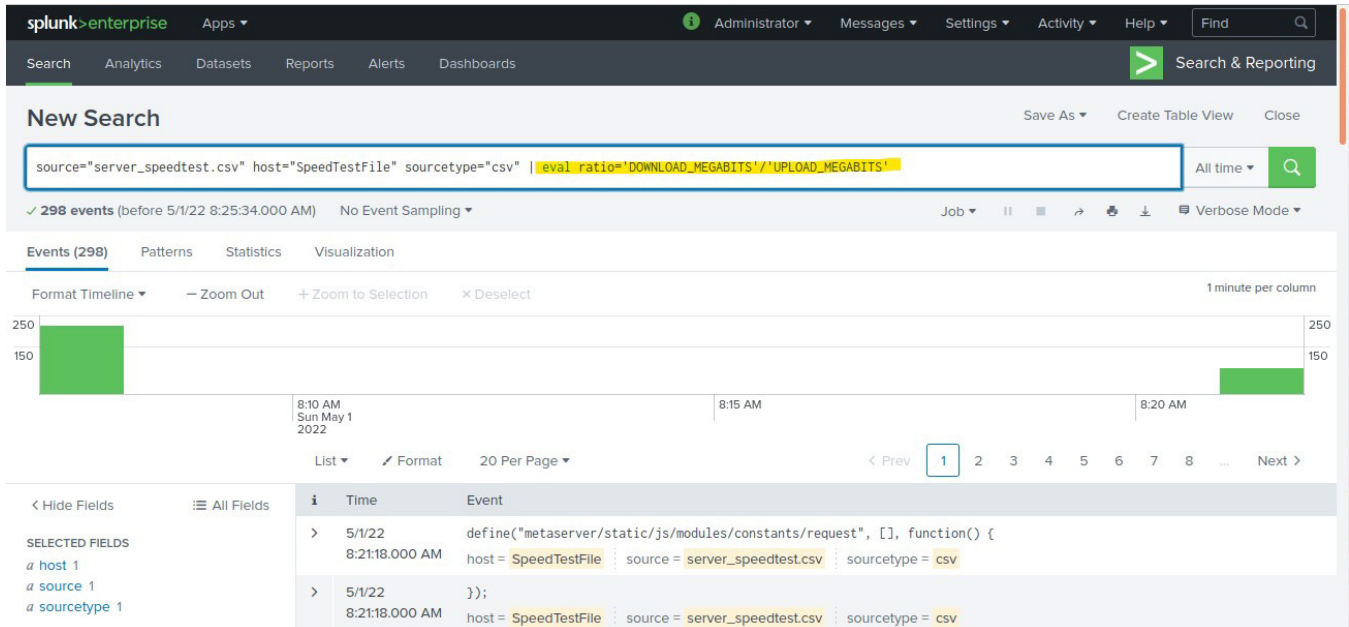 splunk>enterprise Apps ▾ i Administrator ▾ Messages ▾ Settings ▾ Activity ▾ Help ▾ Find
Search Analytics Datasets Reports Alerts Dashboards > Search & Reporting
New Search Save As ▾ Create Table View Close
source="server_speedtest.csv" host="SpeedTestFile" sourcetype="csv" | eval ratio='DOWNLOAD_MEGABITS'/'UPLOAD_MEGABITS' All time ▾
✓ 298 events (before 5/1/22 8:25:34.000 AM) No Event Sampling ▾ Job ▾ Verbose Mode ▾
Events (298) Patterns Statistics Visualization
Format Timeline ▾ — Zoom Out + Zoom to Selection × Deselect 1 minute per column
250 250
150 150
8:10 AM 8:15 AM 8:20 AM
Sun May 1
2022
List ▾ Format 20 Per Page ▾ < Prev 1 2 3 4 5 6 7 8 ... Next >
< Hide Fields All Fields i Time Event
SELECTED FIELDS
a host 1
a source 1
a sourcetype 1
> 5/1/22 define("metaserver/static/js/modules/constants/request", [], function() {
8:21:18.000 AM host = SpeedTestFile source = server_speedtest.csv sourcetype = csv
> 5/1/22 });
8:21:18.000 AM host = SpeedTestFile source = server_speedtest.csv sourcetype = csv